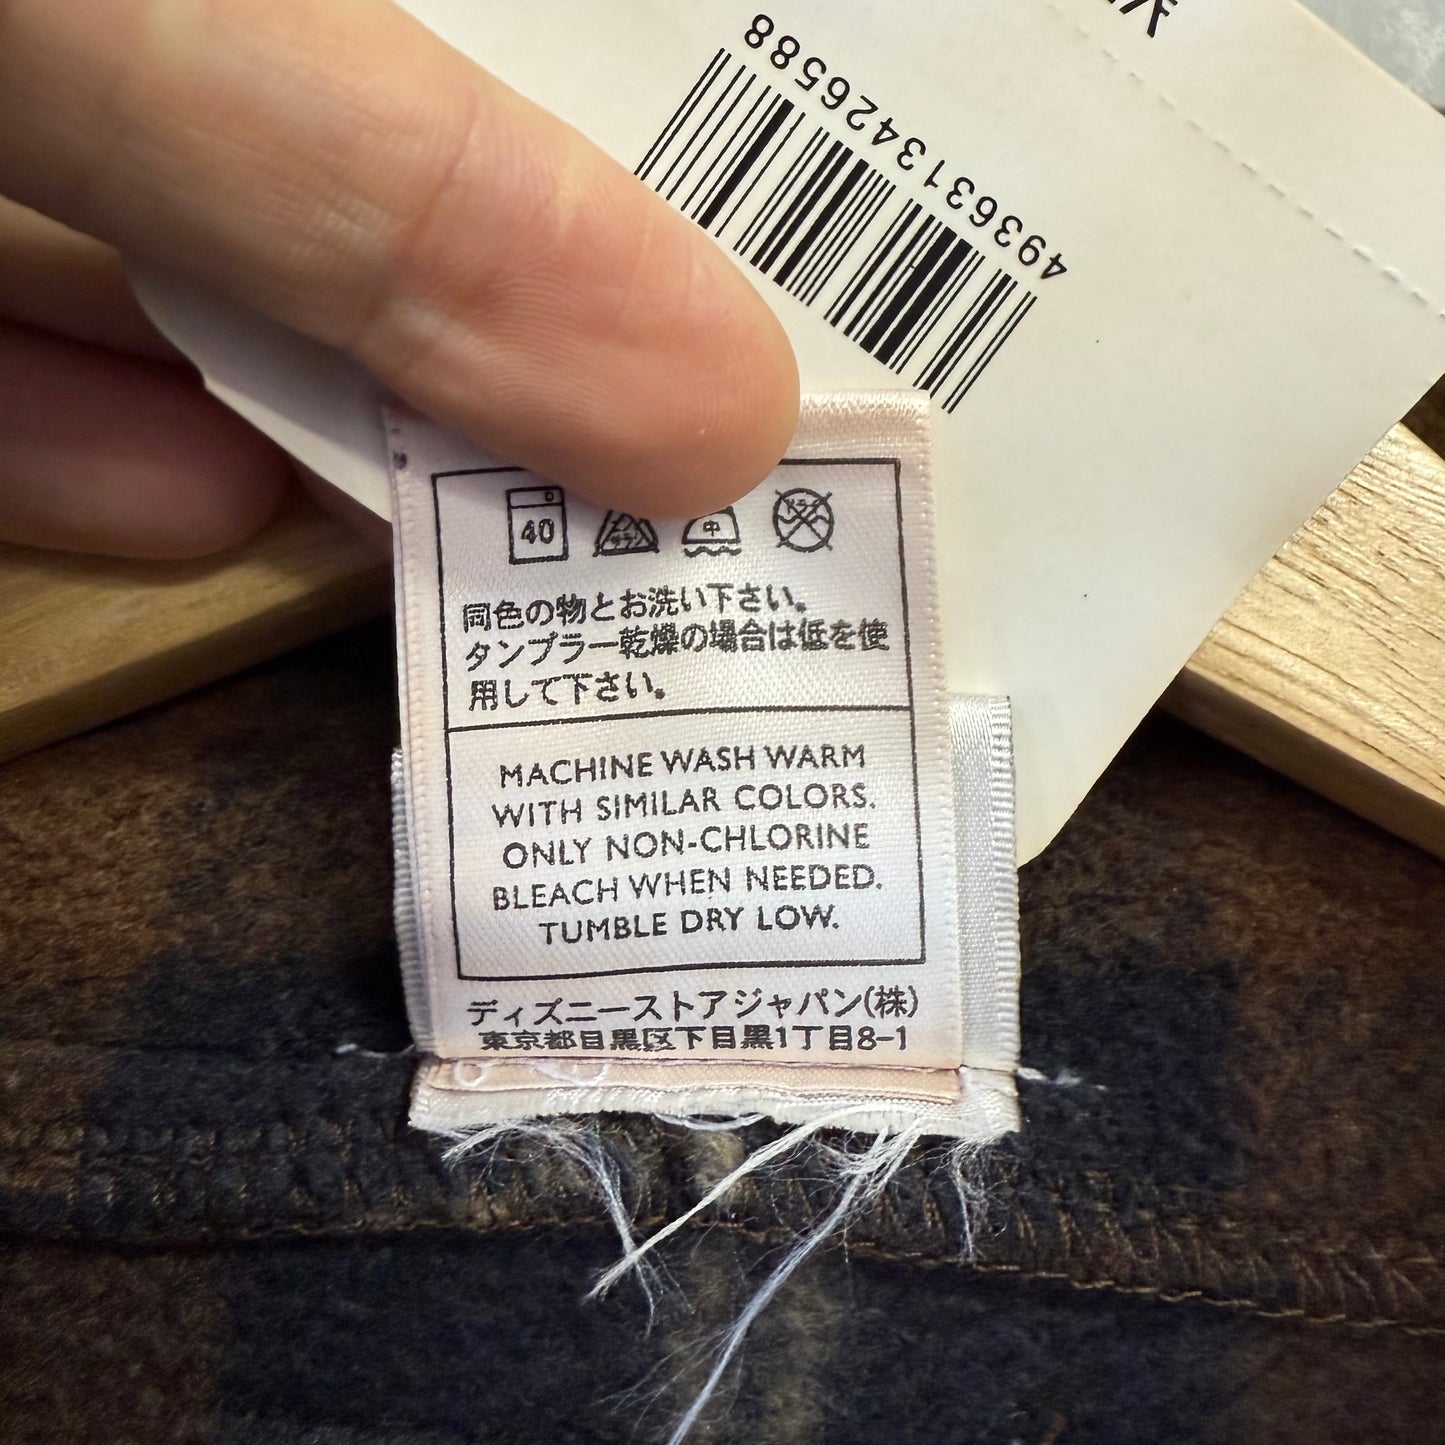 4936313426588
40
中
同色の物とお洗い下さい。
タンブラー乾燥の場合は低を使
用して下さい。
MACHINE WASH WARM
WITH SIMILAR COLORS.
ONLY NON-CHLORINE
BLEACH WHEN NEEDED.
TUMBLE DRY LOW.
ディズニーストアジャパン(株)
東京都目黒区下目黒1丁目8-1